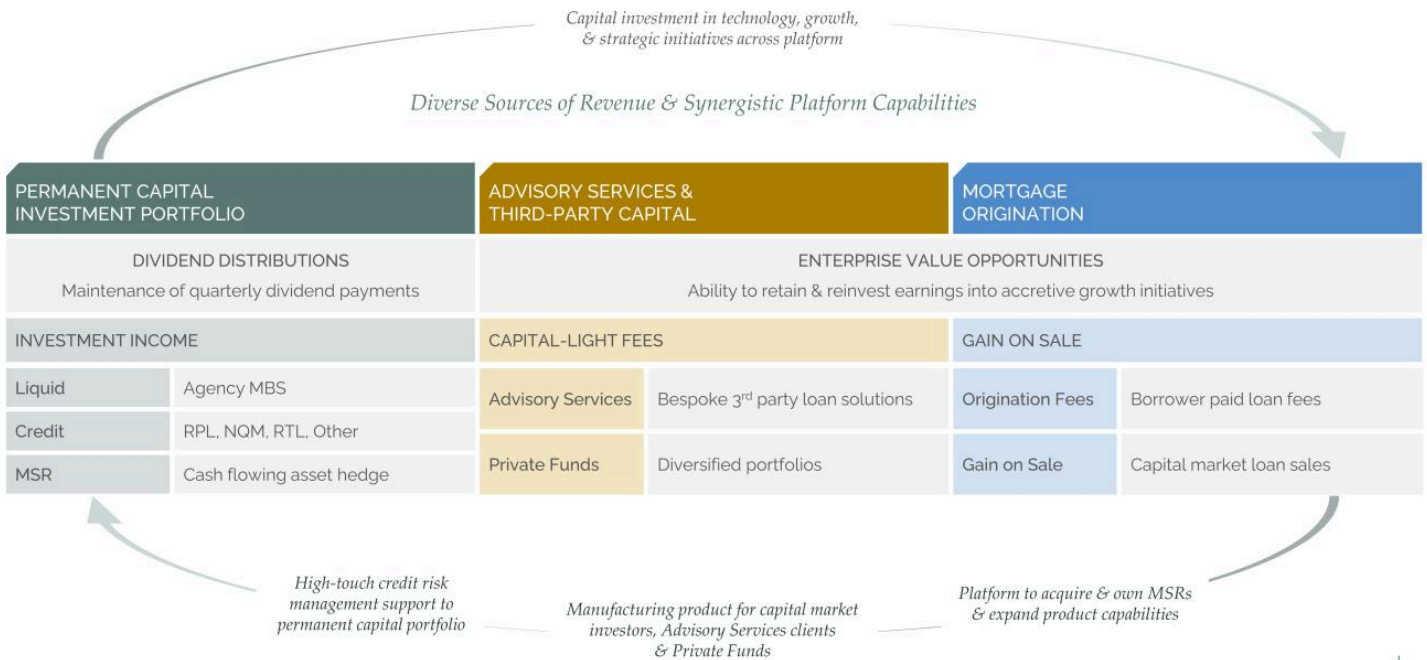 Capital investment in technology, growth,
& strategic initiatives across platform
Diverse Sources of Revenue & Synergistic Platform Capabilities
PERMANENT CAPITAL
INVESTMENT PORTFOLIO
ADVISORY SERVICES &
THIRD-PARTY CAPITAL
MORTGAGE
ORIGINATION
DIVIDEND DISTRIBUTIONS
Maintenance of quarterly dividend payments
ENTERPRISE VALUE OPPORTUNITIES
Ability to retain & reinvest earnings into accretive growth initiatives
INVESTMENT INCOME
Liquid
Agency MBS
Credit
RPL, NQM, RTL, Other
MSR
Cash flowing asset hedge
CAPITAL-LIGHT FEES
Advisory Services
Bespoke 3rd party loan solutions
Private Funds
Diversified portfolios
GAIN ON SALE
Origination Fees
Borrower paid loan fees
Gain on Sale
Capital market loan sales
High-touch credit risk
management support to
permanent capital portfolio
Manufacturing product for capital market
investors, Advisory Services clients
& Private Funds
Platform to acquire & own MSRs
& expand product capabilities